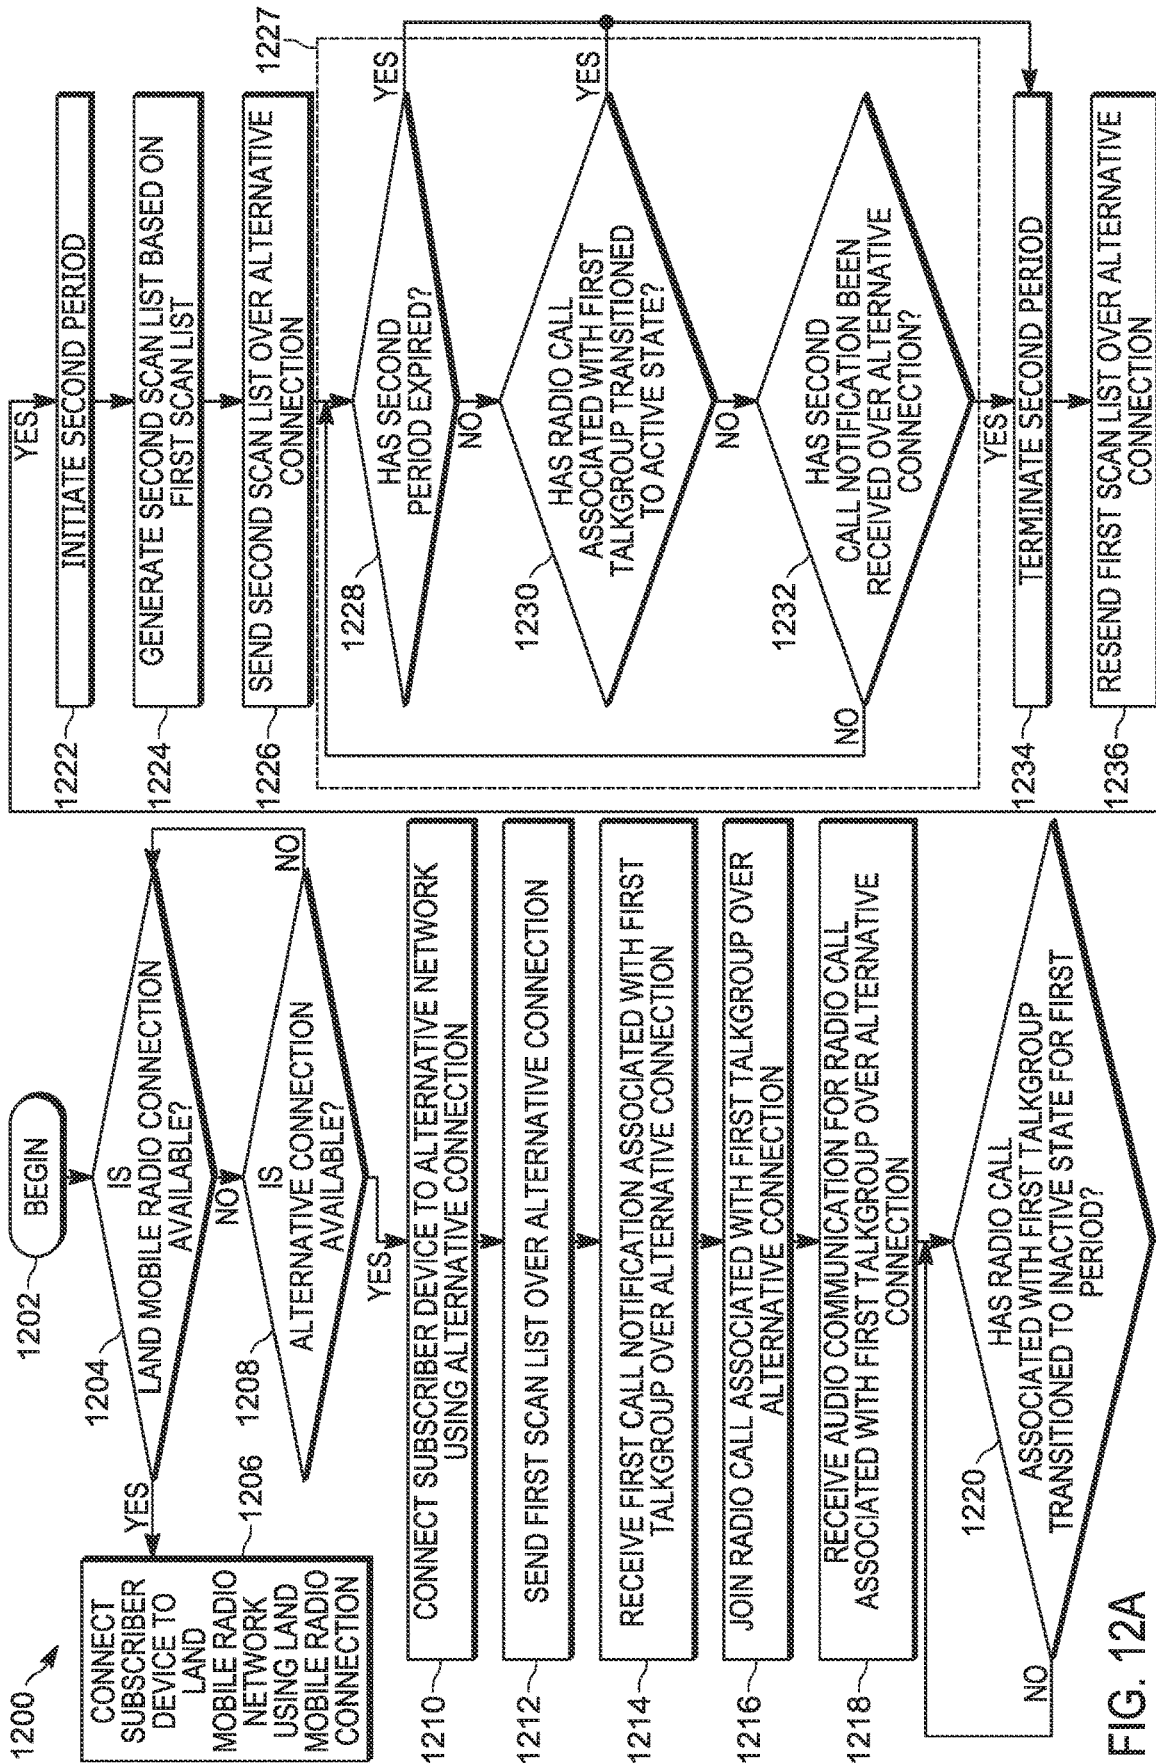 1200
BEGIN
1202
IS
LAND MOBILE RADIO CONNECTION
AVAILABLE?
1204
YES
CONNECT
SUBSCRIBER
DEVICE TO
LAND
MOBILE RADIO
NETWORK
USING LAND
MOBILE RADIO
CONNECTION
1206
NO
IS
ALTERNATIVE CONNECTION
AVAILABLE?
1208
NO
YES
CONNECT SUBSCRIBER DEVICE TO ALTERNATIVE NETWORK
USING ALTERNATIVE CONNECTION
1210
SEND FIRST SCAN LIST OVER ALTERNATIVE CONNECTION
1212
RECEIVE FIRST CALL NOTIFICATION ASSOCIATED WITH FIRST
TALKGROUP OVER ALTERNATIVE CONNECTION
1214
JOIN RADIO CALL ASSOCIATED WITH FIRST TALKGROUP OVER
ALTERNATIVE CONNECTION
1216
RECEIVE AUDIO COMMUNICATION FOR RADIO CALL
ASSOCIATED WITH FIRST TALKGROUP OVER ALTERNATIVE
CONNECTION
1218
HAS RADIO CALL
ASSOCIATED WITH FIRST TALKGROUP
TRANSITIONED TO INACTIVE STATE FOR FIRST
PERIOD?
1220
NO
YES
INITIATE SECOND PERIOD
1222
GENERATE SECOND SCAN LIST BASED ON
FIRST SCAN LIST
1224
SEND SECOND SCAN LIST OVER ALTERNATIVE
CONNECTION
1226
1227
HAS SECOND
PERIOD EXPIRED?
1228
YES
NO
HAS RADIO CALL
ASSOCIATED WITH FIRST
TALKGROUP TRANSITIONED
TO ACTIVE STATE?
1230
YES
NO
HAS SECOND
CALL NOTIFICATION BEEN
RECEIVED OVER ALTERNATIVE
CONNECTION?
1232
NO
YES
TERMINATE SECOND PERIOD
1234
RESEND FIRST SCAN LIST OVER ALTERNATIVE
CONNECTION
1236
FIG. 12A